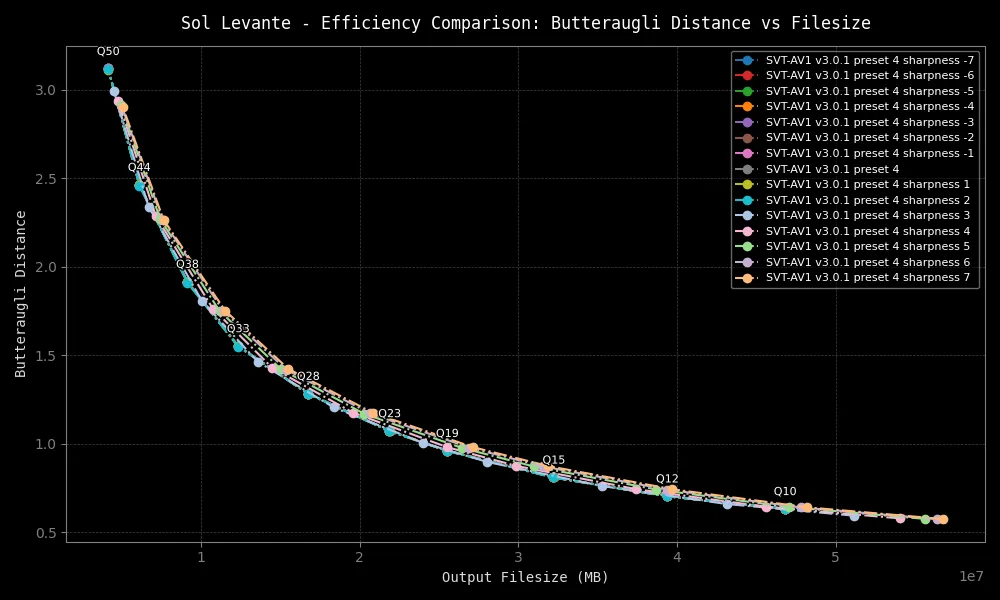 Sol Levante - Efficiency Comparison: Butteraugli Distance vs Filesize
Butteraugli Distance
3.0
2.5
2.0
1.5
1.0
0.5
Q50
Q44
Q38
Q33
Q28
Q23
Q19
Q15
Q12
Q10
SVT-AV1 v3.0.1 preset 4 sharpness -7
SVT-AV1 v3.0.1 preset 4 sharpness -6
SVT-AV1 v3.0.1 preset 4 sharpness -5
SVT-AV1 v3.0.1 preset 4 sharpness -4
SVT-AV1 v3.0.1 preset 4 sharpness -3
SVT-AV1 v3.0.1 preset 4 sharpness -2
SVT-AV1 v3.0.1 preset 4 sharpness -1
SVT-AV1 v3.0.1 preset 4
SVT-AV1 v3.0.1 preset 4 sharpness 1
SVT-AV1 v3.0.1 preset 4 sharpness 2
SVT-AV1 v3.0.1 preset 4 sharpness 3
SVT-AV1 v3.0.1 preset 4 sharpness 4
SVT-AV1 v3.0.1 preset 4 sharpness 5
SVT-AV1 v3.0.1 preset 4 sharpness 6
SVT-AV1 v3.0.1 preset 4 sharpness 7
1 2 3 4 5
1e7
Output Filesize (MB)